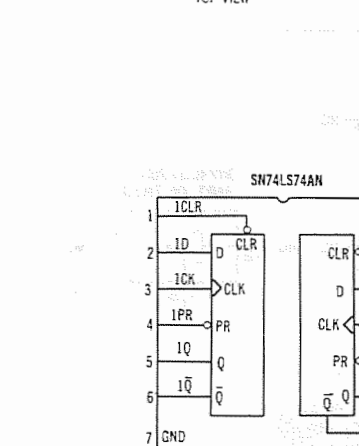 TOP VIEW
SN74LS74AN
1 1CLR CLR
2 1D D
3 1CK CLK
4 1PR PR
5 1Q Q
6 1Q̅ Q̅
7 GND
CLR
D
CLK
PR
Q̅ Q